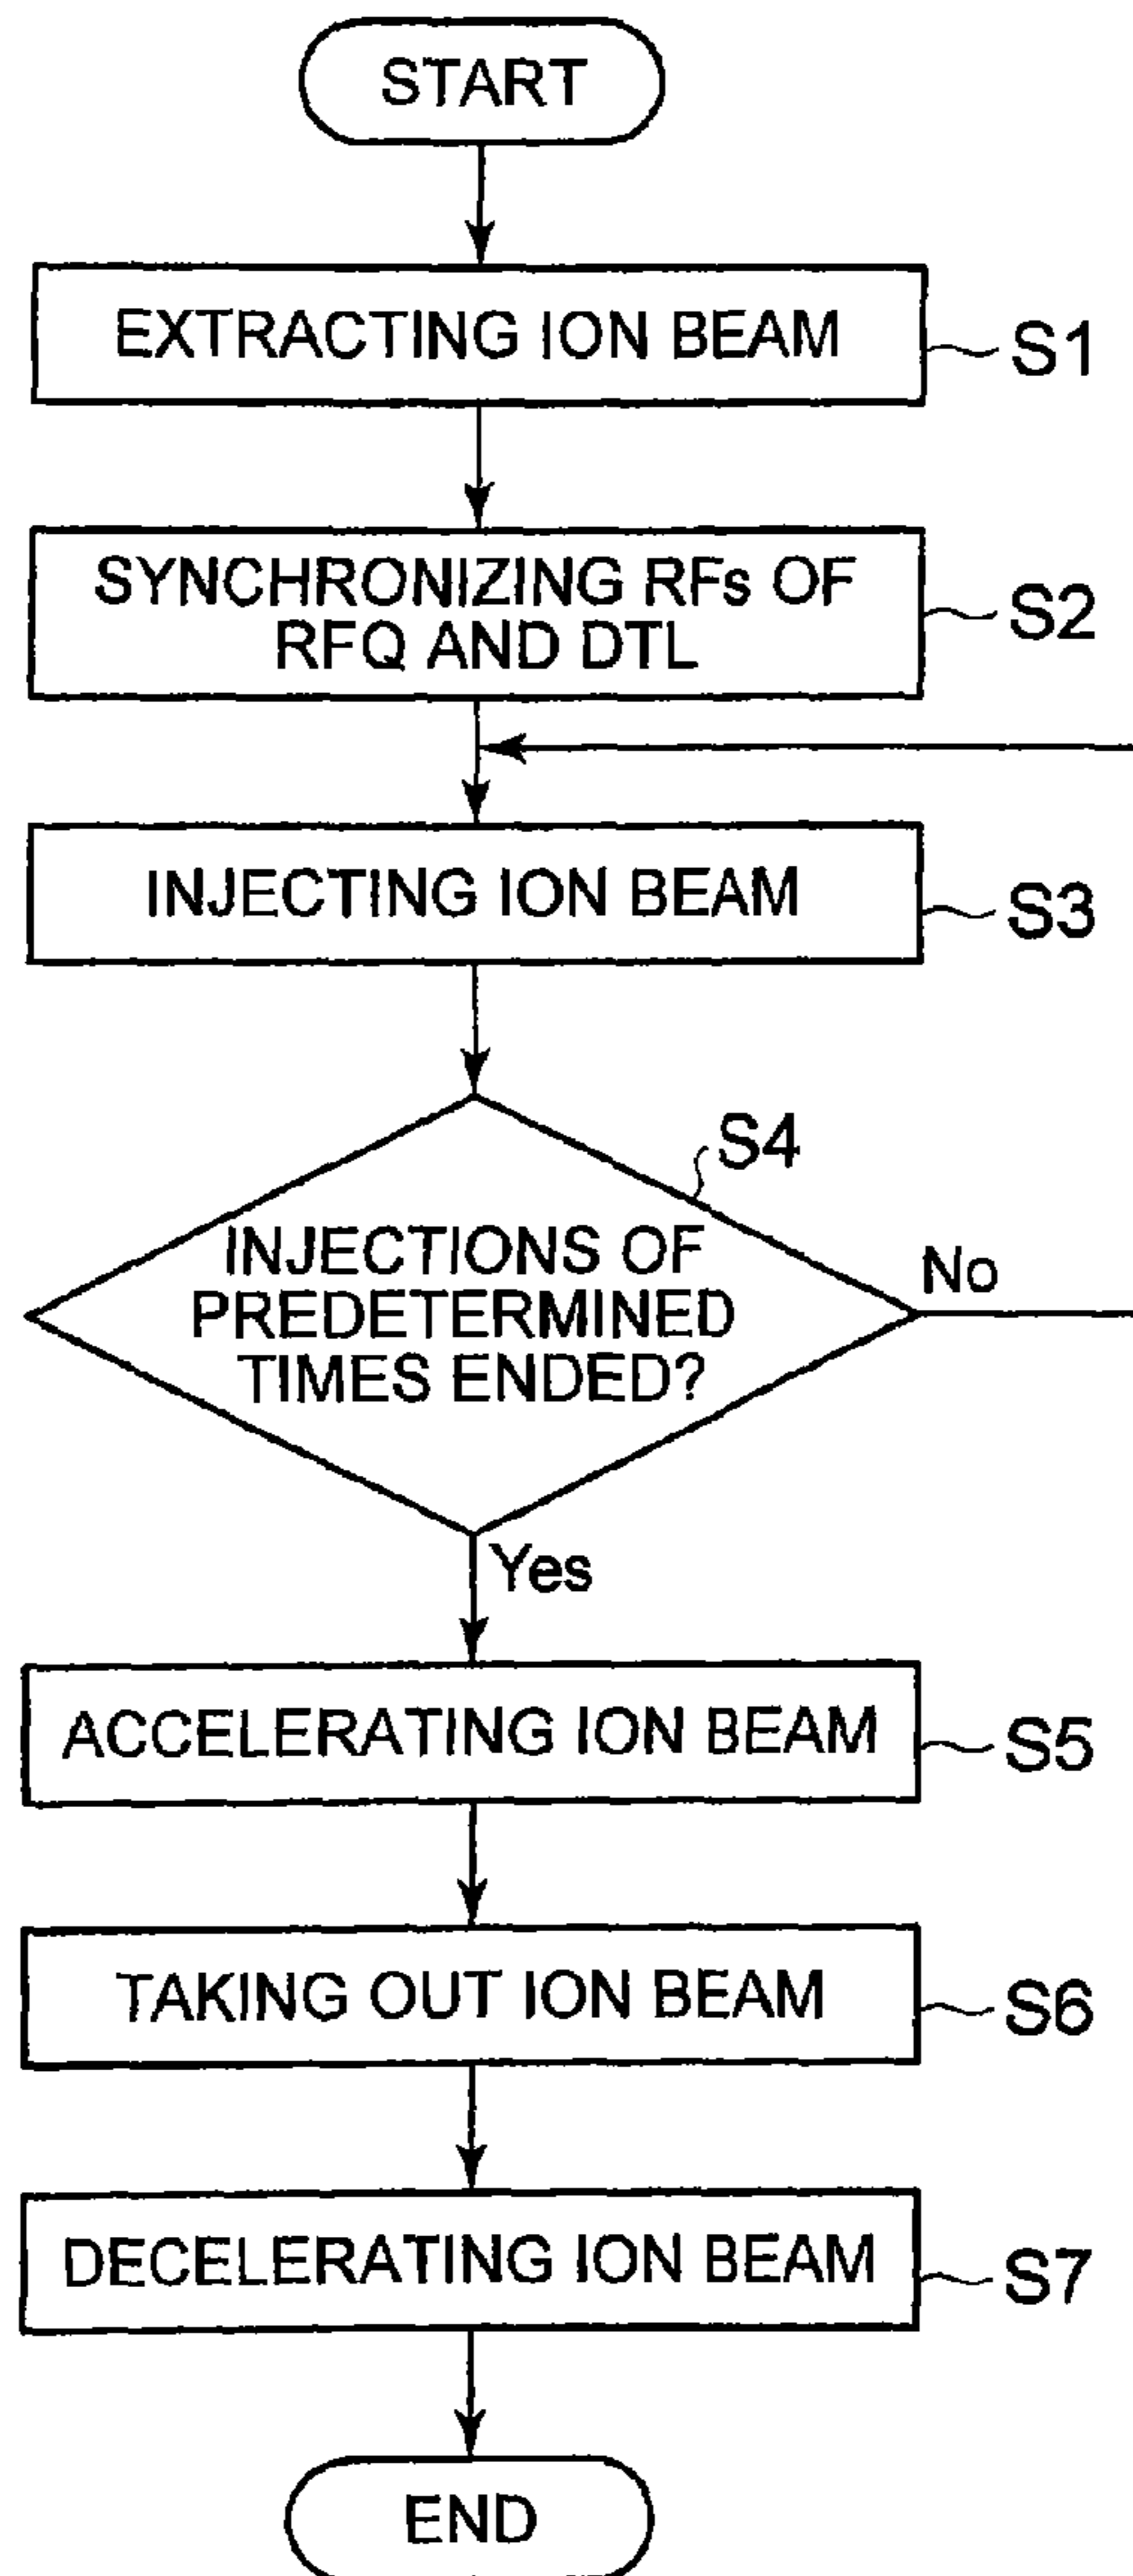 START
EXTRACTING ION BEAM
S1
SYNCHRONIZING RFs OF
RFQ AND DTL
S2
INJECTING ION BEAM
S3
S4
INJECTIONS OF
PREDETERMINED
TIMES ENDED?
No
Yes
ACCELERATING ION BEAM
S5
TAKING OUT ION BEAM
S6
DECELERATING ION BEAM
S7
END